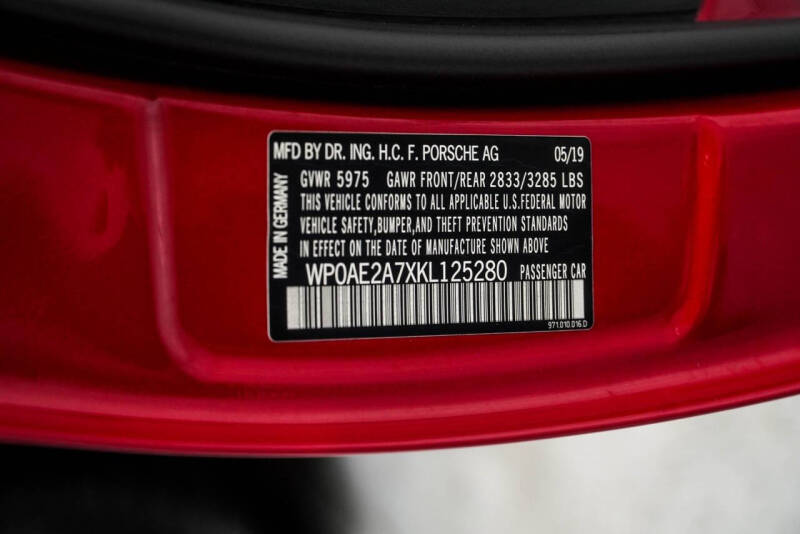 MFD BY DR. ING. H.C. F. PORSCHE AG 05/19
GVWR 5975 GAWR FRONT/REAR 2833/3285 LBS
THIS VEHICLE CONFORMS TO ALL APPLICABLE U.S.FEDERAL MOTOR
VEHICLE SAFETY,BUMPER,AND THEFT PREVENTION STANDARDS
IN EFFECT ON THE DATE OF MANUFACTURE SHOWN ABOVE
WP0AE2A7XKL125280 PASSENGER CAR
971.010.016.D
MADE IN GERMANY